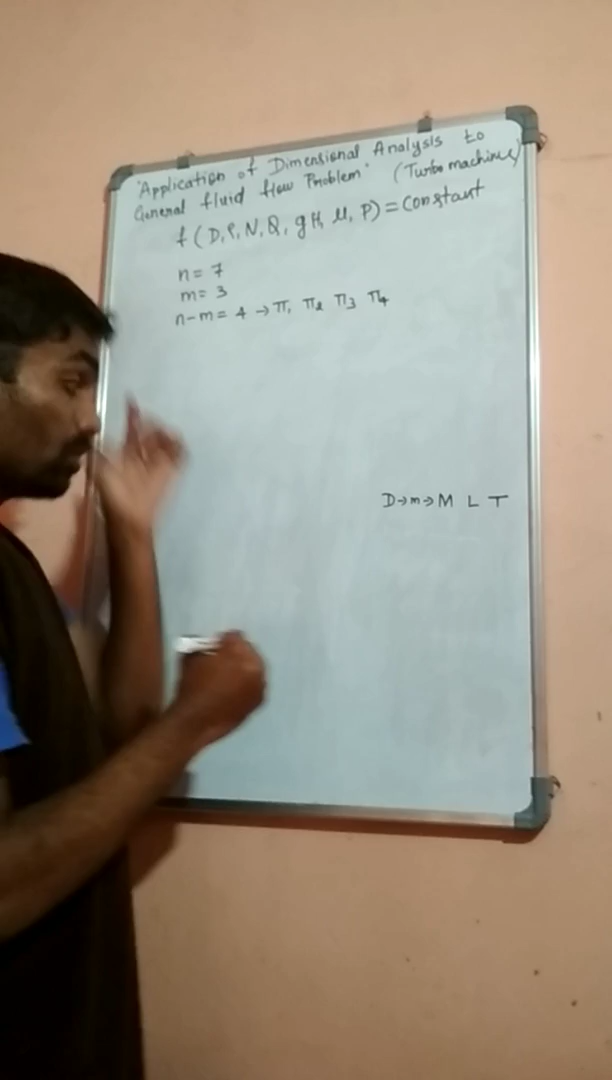 "Application of Dimensional Analysis to
General fluid flow Problem" (Turbo machines)
f (D, ρ, N, Q, gH, μ, P) = constant
n = 7
m = 3
n-m = 4 → π₁ π₂ π₃ π₄
D→m→M L T